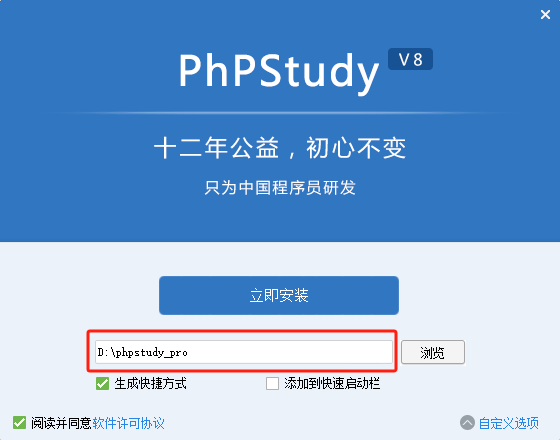 PhPStudy V8
十二年公益，初心不变
只为中国程序员研发
立即安装
D:\phpstudy_pro 浏览
生成快捷方式 添加到快速启动栏
阅读并同意软件许可协议 自定义选项